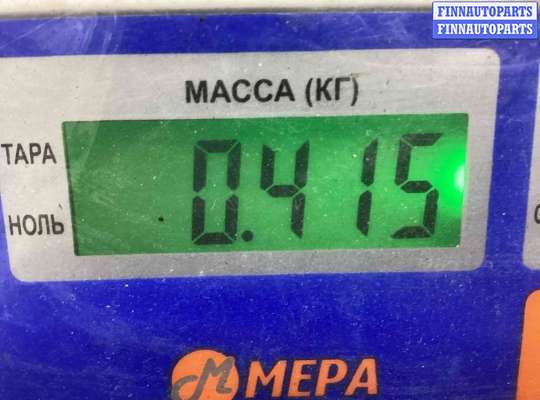 FINNAUTOPARTS
FINNAUTOPARTS
МАССА (КГ)
ТАРА
0.415
НОЛЬ
М МЕРА